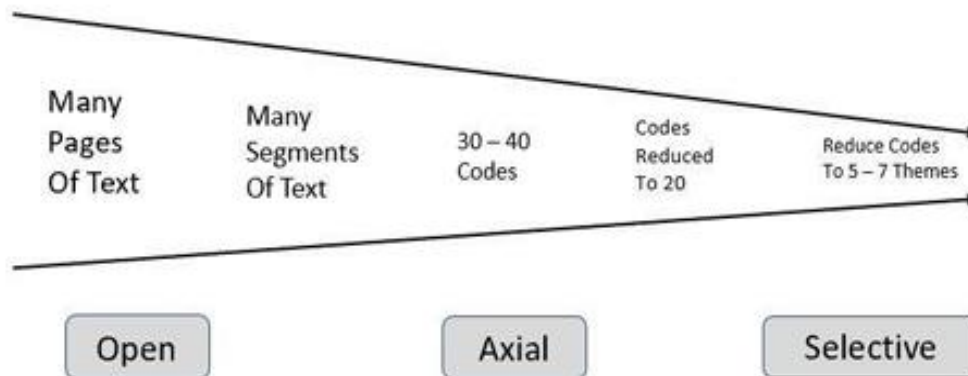 Many
Pages
Of Text
Many
Segments
Of Text
30 – 40
Codes
Codes
Reduced
To 20
Reduce Codes
To 5 – 7 Themes
Open
Axial
Selective